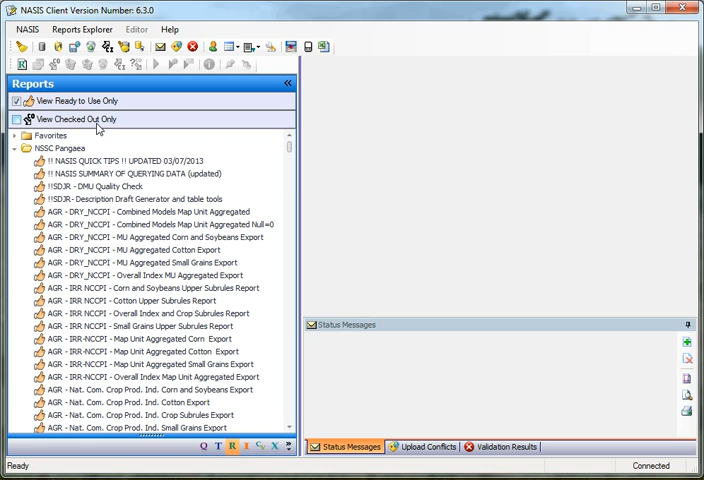 NASIS Client Version Number: 6.3.0
NASIS Reports Explorer Editor Help
Reports
View Ready to Use Only
View Checked Out Only
Favorites
NSSC Pangaea
!! NASIS QUICK TIPS !! UPDATED 03/07/2013
!! NASIS SUMMARY OF QUERYING DATA (updated)
!!SDJR - DMU Quality Check
!!SDJR- Description Draft Generator and table tools
AGR - DRY_NCCPI - Combined Models Map Unit Aggregated
AGR - DRY_NCCPI - Combined Models Map Unit Aggregated Null=0
AGR - DRY_NCCPI - MU Aggregated Corn and Soybeans Export
AGR - DRY_NCCPI - MU Aggregated Cotton Export
AGR - DRY_NCCPI - MU Aggregated Small Grains Export
AGR - DRY_NCCPI - Overall Index MU Aggregated Export
AGR - IRR NCCPI - Corn and Soybeans Upper Subrules Export
AGR - IRR NCCPI - Cotton Upper Subrules Report
AGR - IRR NCCPI - Overall Index and Crop Subrules Report
AGR - IRR NCCPI - Small Grains Upper Subrules Report
AGR - IRR-NCCPI - Map Unit Aggregated Corn Export
AGR - IRR-NCCPI - Map Unit Aggregated Cotton Export
AGR - IRR-NCCPI - Map Unit Aggregated Small Grains Export
AGR - IRR-NCCPI - Overall Index Map Unit Aggregated Export
AGR - Nat. Com. Crop Prod. Ind. Corn and Soybeans Export
AGR - Nat. Com. Crop Prod. Ind. Cotton Export
AGR - Nat. Com. Crop Prod. Ind. Crop Subrules Export
AGR - Nat. Com. Crop Prod. Ind. Small Grains Export
Q T R I X
Status Messages
Status Messages Upload Conflicts Validation Results
Ready Connected